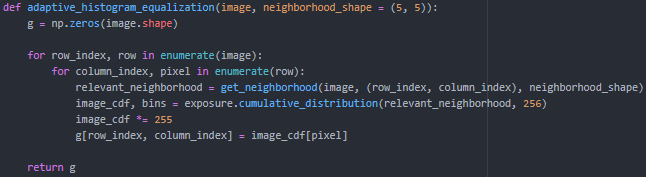 def adaptive_histogram_equalization(image, neighborhood_shape = (5, 5)):
    g = np.zeros(image.shape)

    for row_index, row in enumerate(image):
        for column_index, pixel in enumerate(row):
            relevant_neighborhood = get_neighborhood(image, (row_index, column_index), neighborhood_shape)
            image_cdf, bins = exposure.cumulative_distribution(relevant_neighborhood, 256)
            image_cdf *= 255
            g[row_index, column_index] = image_cdf[pixel]

    return g